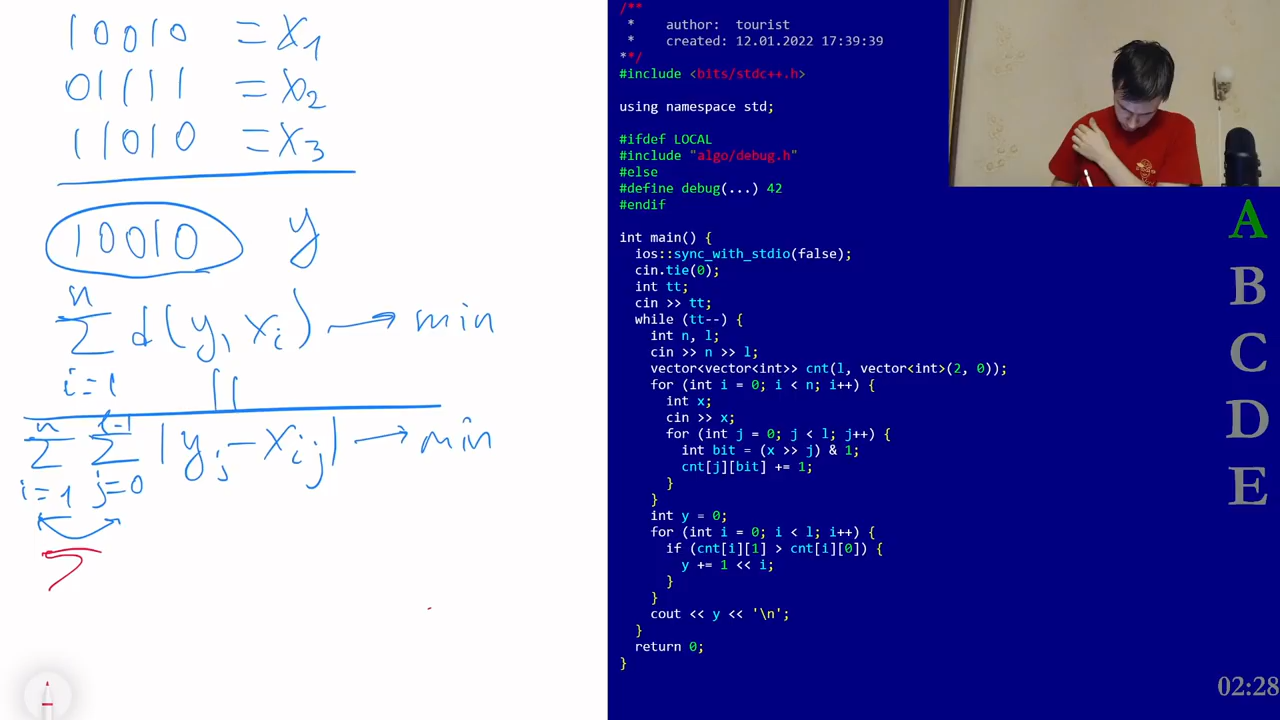 10010 = x1
01111 = x2
11010 = x3
10010 y
n
∑ d(y, xi) → min
i=1 ||
n l-1
∑ ∑ |yj - xij| → min
i=1 j=0
/**
 * author: tourist
 * created: 12.01.2022 17:39:39
**/
#include <bits/stdc++.h>
using namespace std;
#ifdef LOCAL
#include "algo/debug.h"
#else
#define debug(...) 42
#endif
int main() {
ios::sync_with_stdio(false);
cin.tie(0);
int tt;
cin >> tt;
while (tt--) {
int n, l;
cin >> n >> l;
vector<vector<int>> cnt(l, vector<int>(2, 0));
for (int i = 0; i < n; i++) {
int x;
cin >> x;
for (int j = 0; j < l; j++) {
int bit = (x >> j) & 1;
cnt[j][bit] += 1;
}
}
int y = 0;
for (int i = 0; i < l; i++) {
if (cnt[i][1] > cnt[i][0]) {
y += 1 << i;
}
}
cout << y << '\n';
}
return 0;
}
A
B
C
D
E
02:28